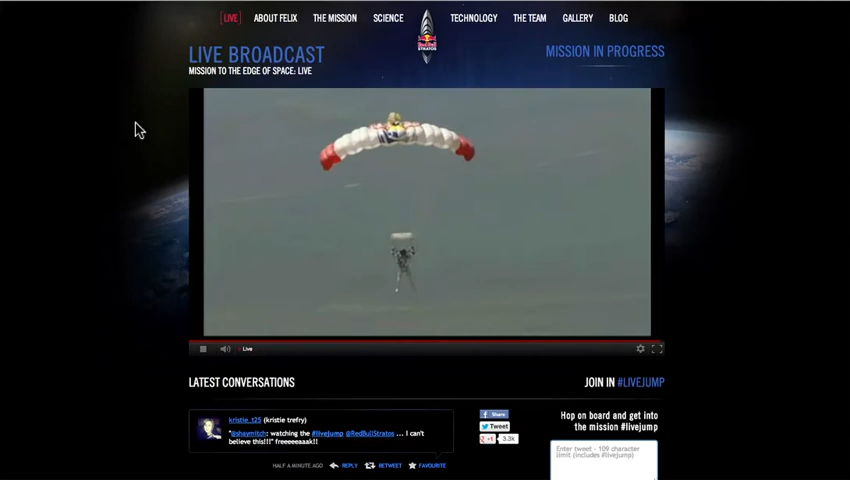 LIVE
ABOUT FELIX
THE MISSION
SCIENCE
Red Bull
STRATOS
TECHNOLOGY
THE TEAM
GALLERY
BLOG
LIVE BROADCAST
MISSION TO THE EDGE OF SPACE: LIVE
MISSION IN PROGRESS
Live
LATEST CONVERSATIONS
JOIN IN #LIVEJUMP
kristie_t25 (kristie trefry)
"@shaymitch: watching the #livejump @RedBullStratos ... I can't
believe this!!!" freeeeeaaak!!
HALF A MINUTE AGO
REPLY
RETWEET
FAVOURITE
Share
Tweet
+1
3.3k
Hop on board and get into
the mission #livejump
Enter tweet - 109 character
limit (includes #livejump)